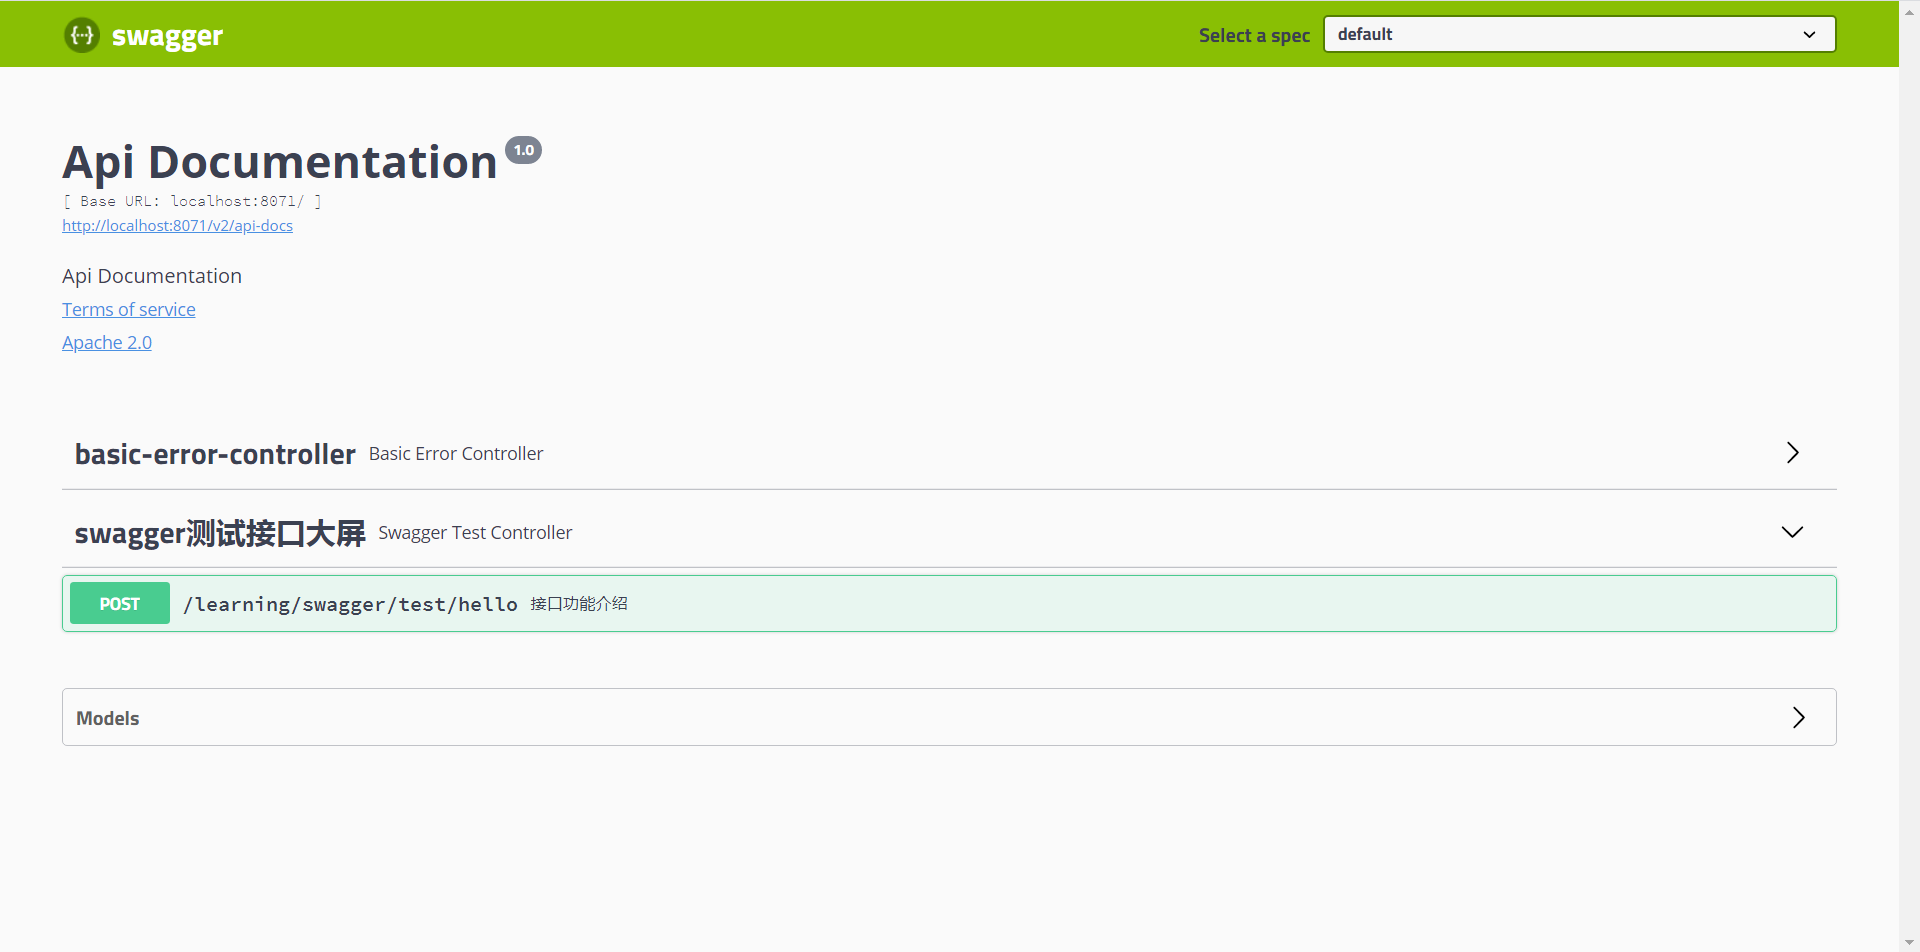 swagger
Select a spec default
Api Documentation 1.0
[ Base URL: localhost:8071/ ]
http://localhost:8071/v2/api-docs
Api Documentation
Terms of service
Apache 2.0
basic-error-controller Basic Error Controller
swagger测试接口大屏 Swagger Test Controller
POST /learning/swagger/test/hello 接口功能介绍
Models